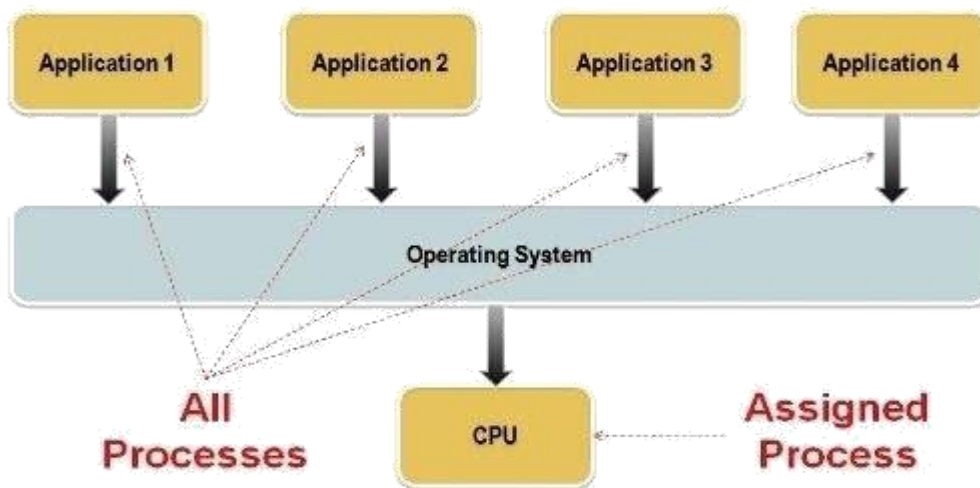 Application 1
Application 2
Application 3
Application 4
Operating System
All
Processes
CPU
Assigned
Process